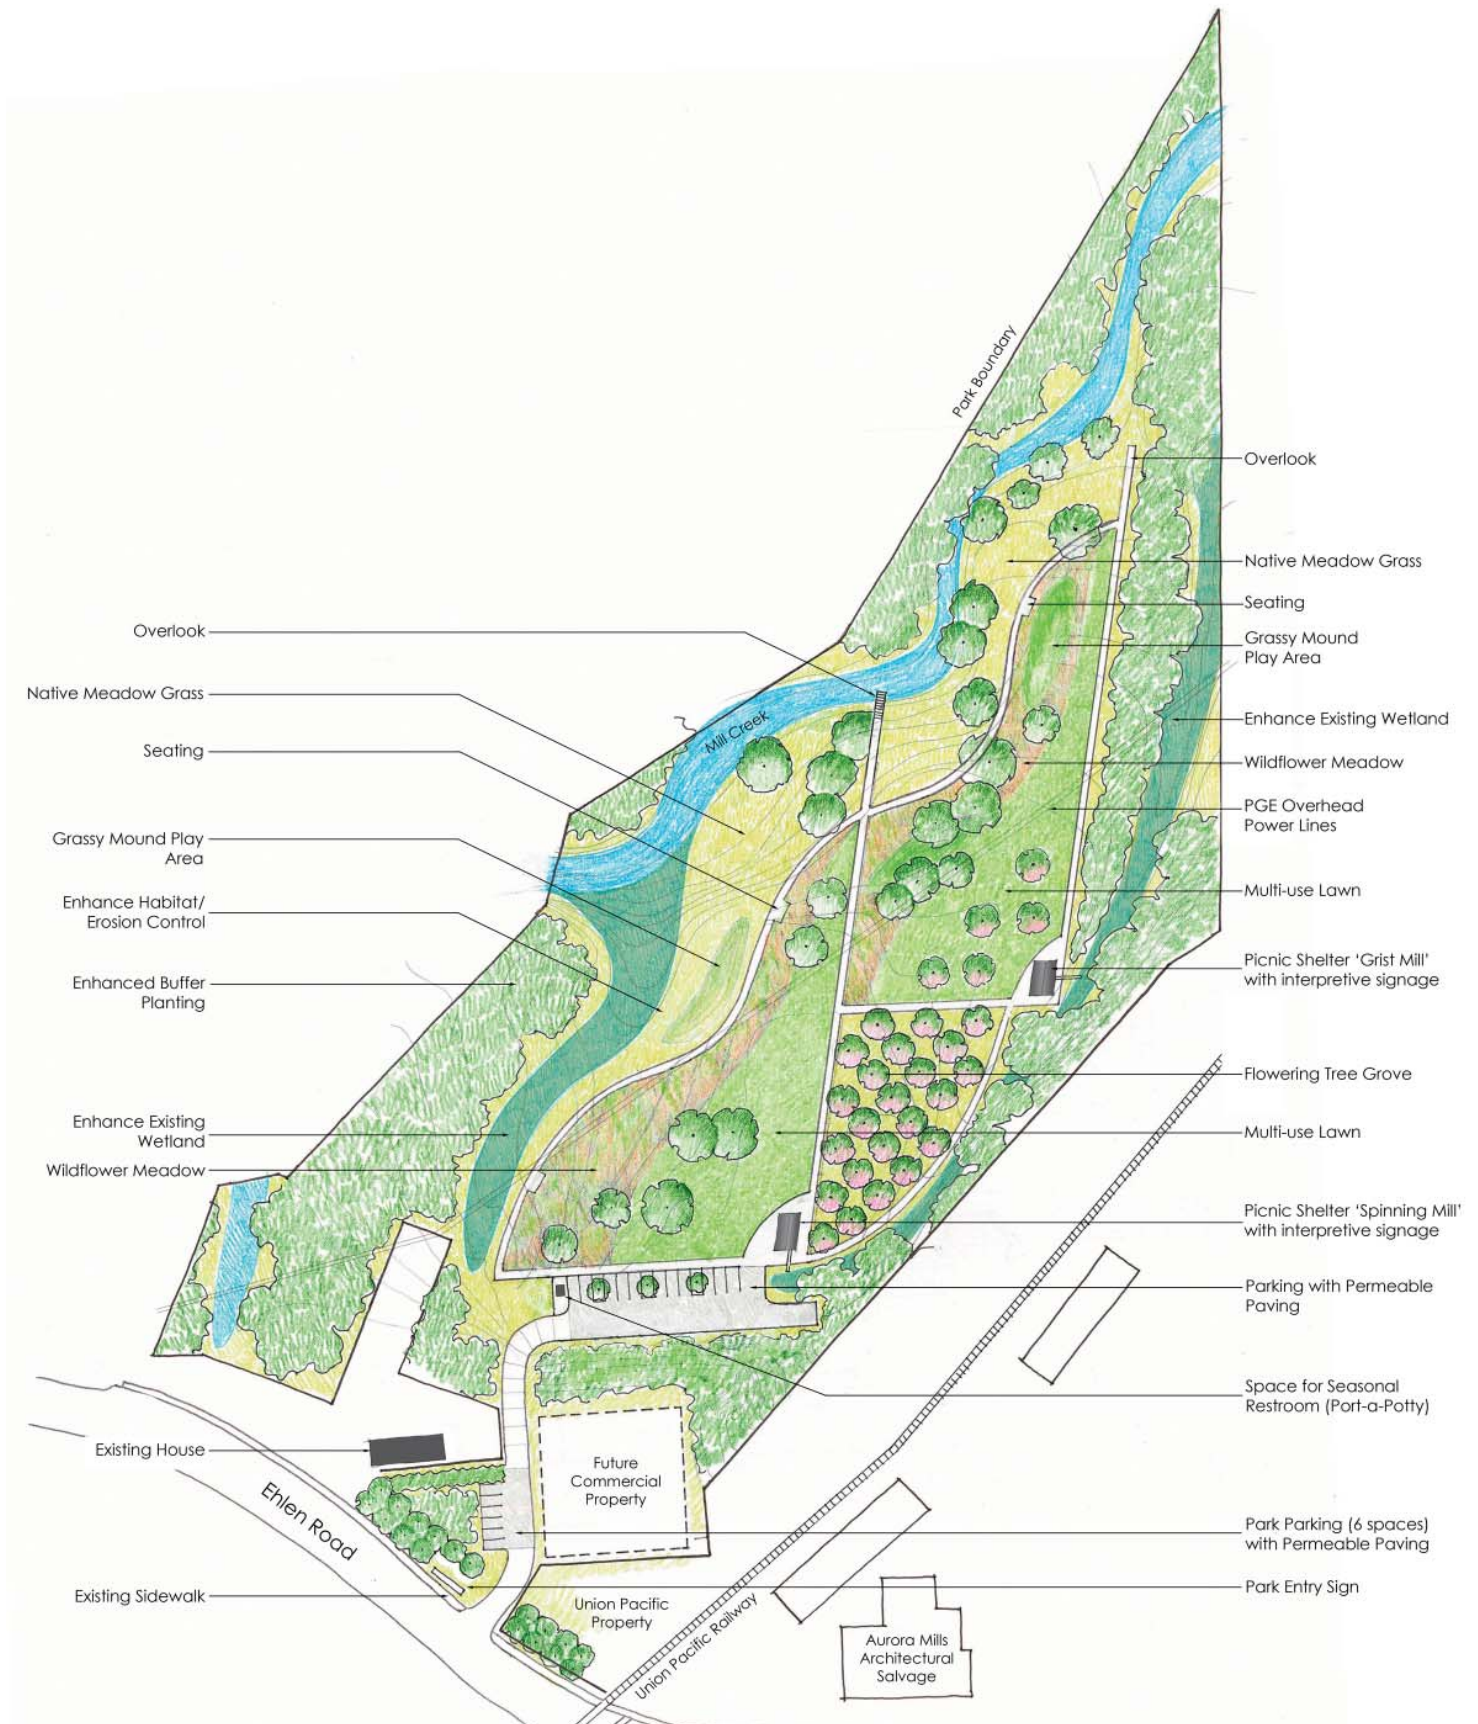 Park Boundary
Overlook
Native Meadow Grass
Seating
Grassy Mound
Play Area
Enhance Existing Wetland
Wildflower Meadow
PGE Overhead
Power Lines
Multi-use Lawn
Picnic Shelter ‘Grist Mill’
with interpretive signage
Flowering Tree Grove
Multi-use Lawn
Picnic Shelter ‘Spinning Mill’
with interpretive signage
Parking with Permeable
Paving
Space for Seasonal
Restroom (Port-a-Potty)
Park Parking (6 spaces)
with Permeable Paving
Park Entry Sign
Overlook
Native Meadow Grass
Seating
Grassy Mound Play
Area
Enhance Habitat/
Erosion Control
Enhanced Buffer
Planting
Enhance Existing
Wetland
Wildflower Meadow
Existing House
Existing Sidewalk
Mill Creek
Ehlen Road
Future
Commercial
Property
Union Pacific
Property
Union Pacific Railway
Aurora Mills
Architectural
Salvage